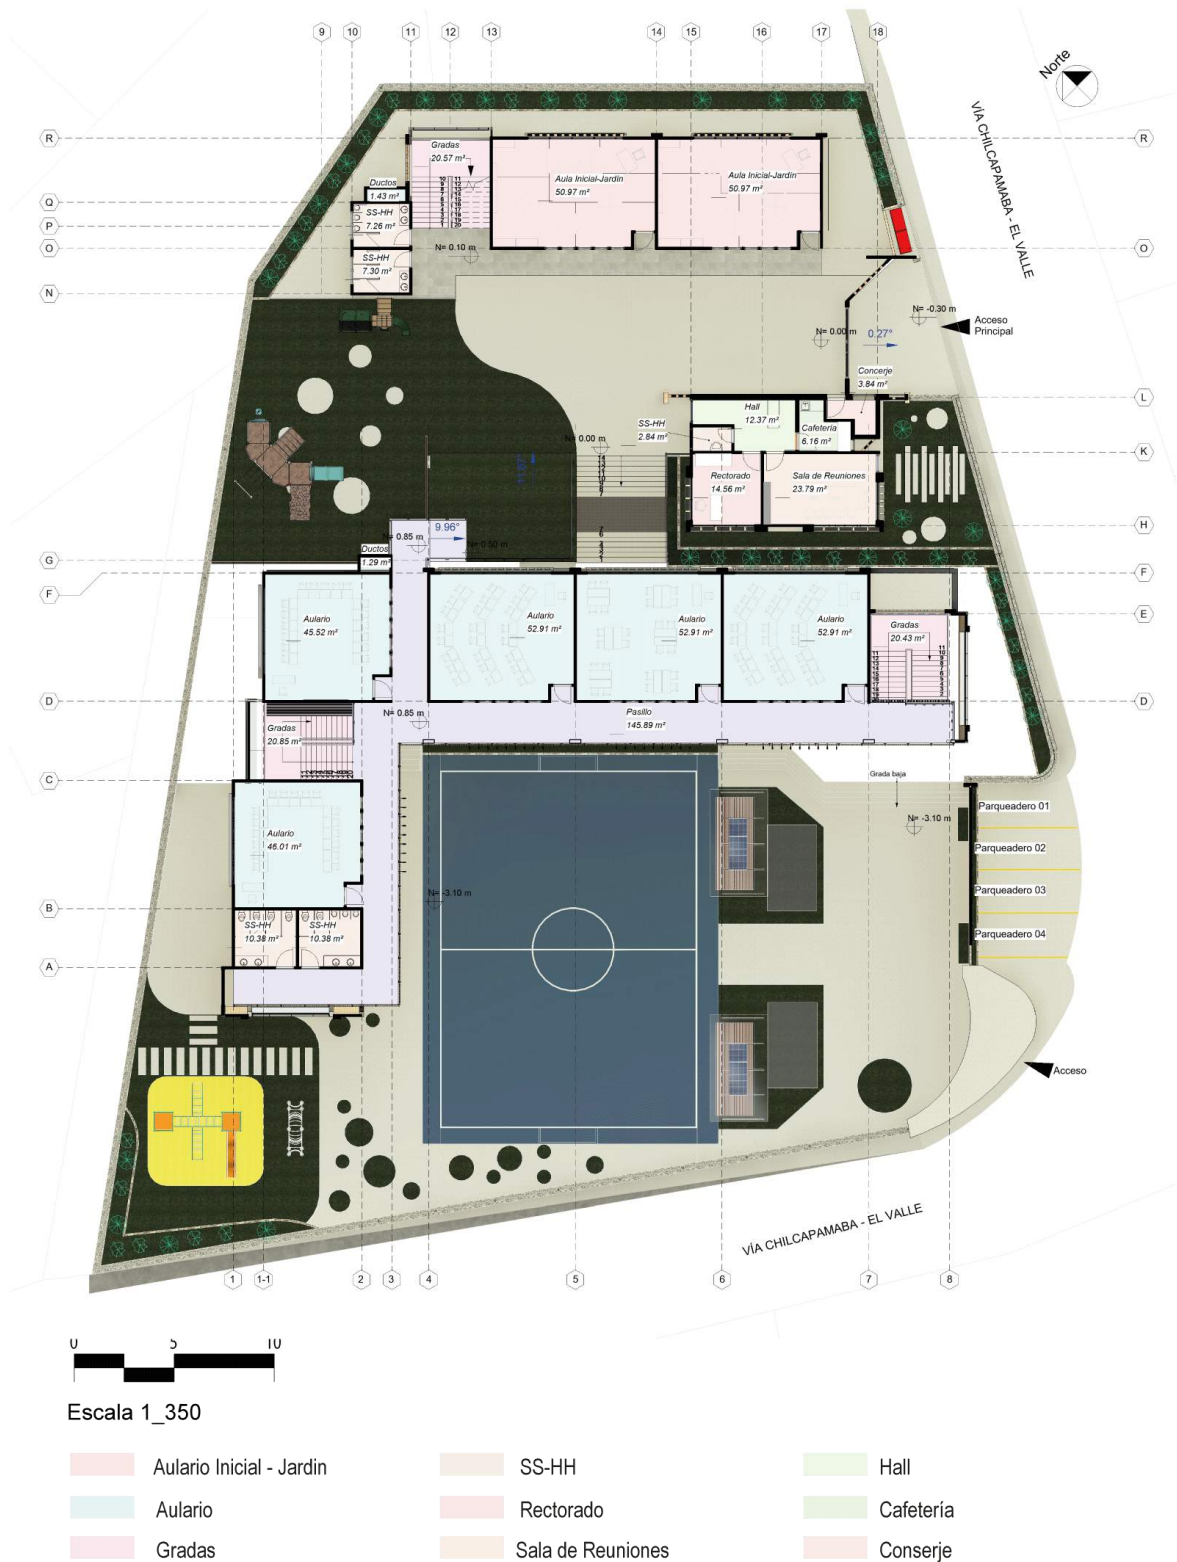 9 10 11 12 13 14 15 16 17 18
Norte
VÍA CHILCAPAMABA - EL VALLE
R R
Gradas
20.57 m²
Aula Inicial-Jardín
50.97 m²
Aula Inicial-Jardín
50.97 m²
Ductos
1.43 m²
Q
SS-HH
7.26 m²
P
O O
N= 0.10 m
SS-HH
7.30 m²
N
N= -0.30 m
Acceso
Principal
N= 0.00 m
0.27°
Concerje
3.84 m²
L
Hall
12.37 m²
SS-HH
2.84 m²
Cafetería
6.16 m²
N= 0.00 m
K
Rectorado
14.56 m²
Sala de Reuniones
23.79 m²
H
9.96°
N= 0.85 m
N= 0.50 m
Ductos
1.29 m²
G
F F
E
Aulario
45.52 m²
Aulario
52.91 m²
Aulario
52.91 m²
Aulario
52.91 m²
Gradas
20.43 m²
D D
N= 0.85 m
Pasillo
145.89 m²
Gradas
20.85 m²
C
Grada baja
Parqueadero 01
N= -3.10 m
Aulario
46.01 m²
Parqueadero 02
Parqueadero 03
N= -3.10 m
B
SS-HH
10.38 m²
SS-HH
10.38 m²
Parqueadero 04
A
Acceso
VÍA CHILCAPAMABA - EL VALLE
1 1-1 2 3 4 5 6 7 8
0 5 10
Escala 1_350
Aulario Inicial - Jardin
SS-HH
Hall
Aulario
Rectorado
Cafetería
Gradas
Sala de Reuniones
Conserje